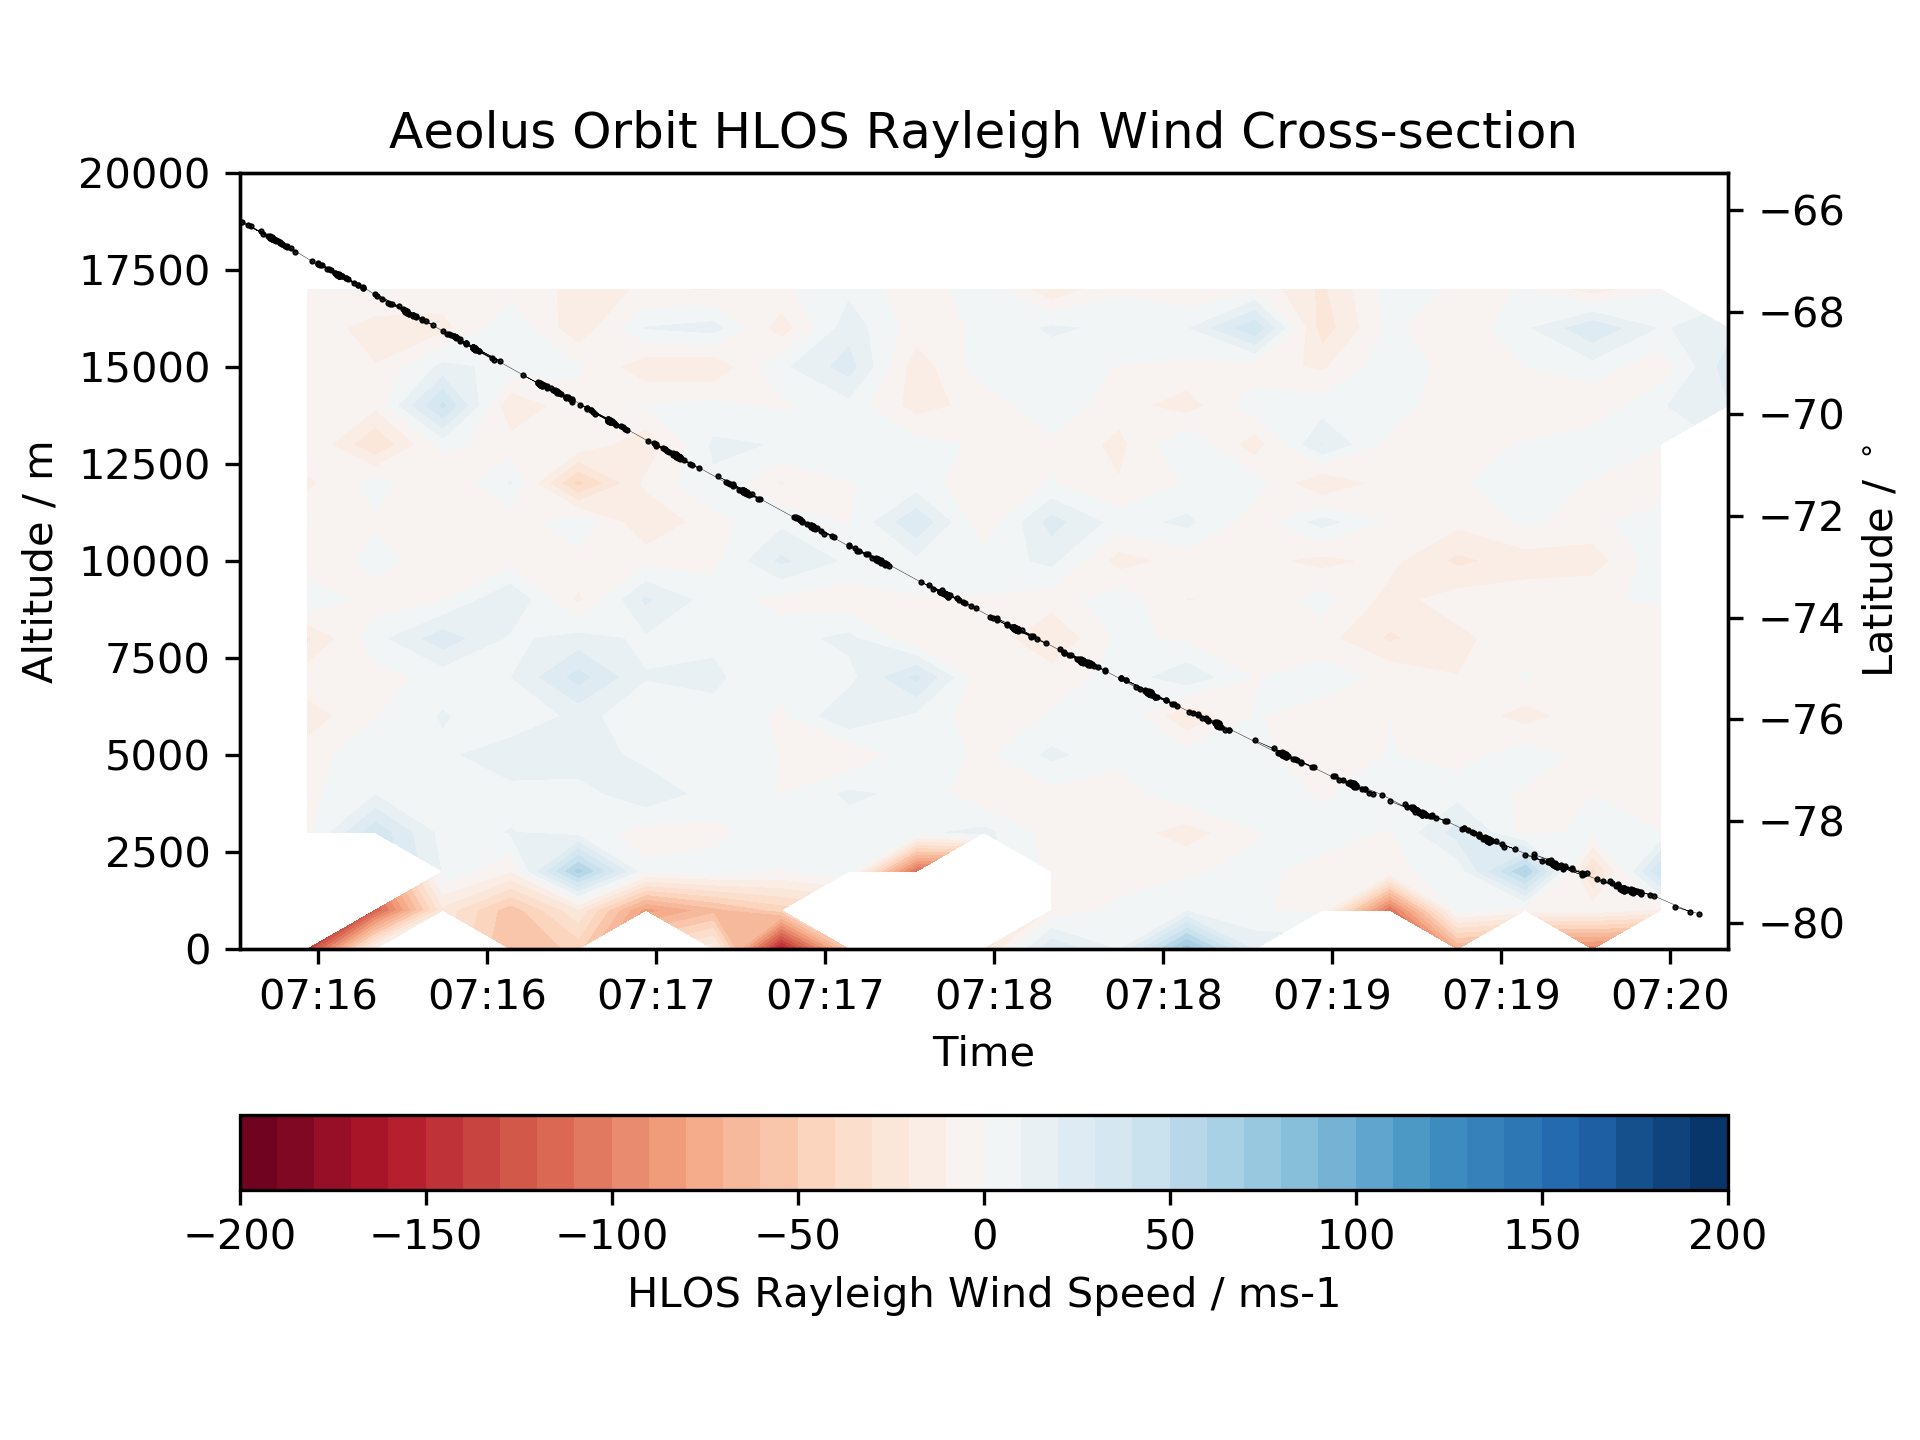 Aeolus Orbit HLOS Rayleigh Wind Cross-section
20000
17500
15000
12500
10000
7500
5000
2500
0
Altitude / m
−66
−68
−70
−72
−74
−76
−78
−80
Latitude / °
07:16 07:16 07:17 07:17 07:18 07:18 07:19 07:19 07:20
Time
−200 −150 −100 −50 0 50 100 150 200
HLOS Rayleigh Wind Speed / ms-1